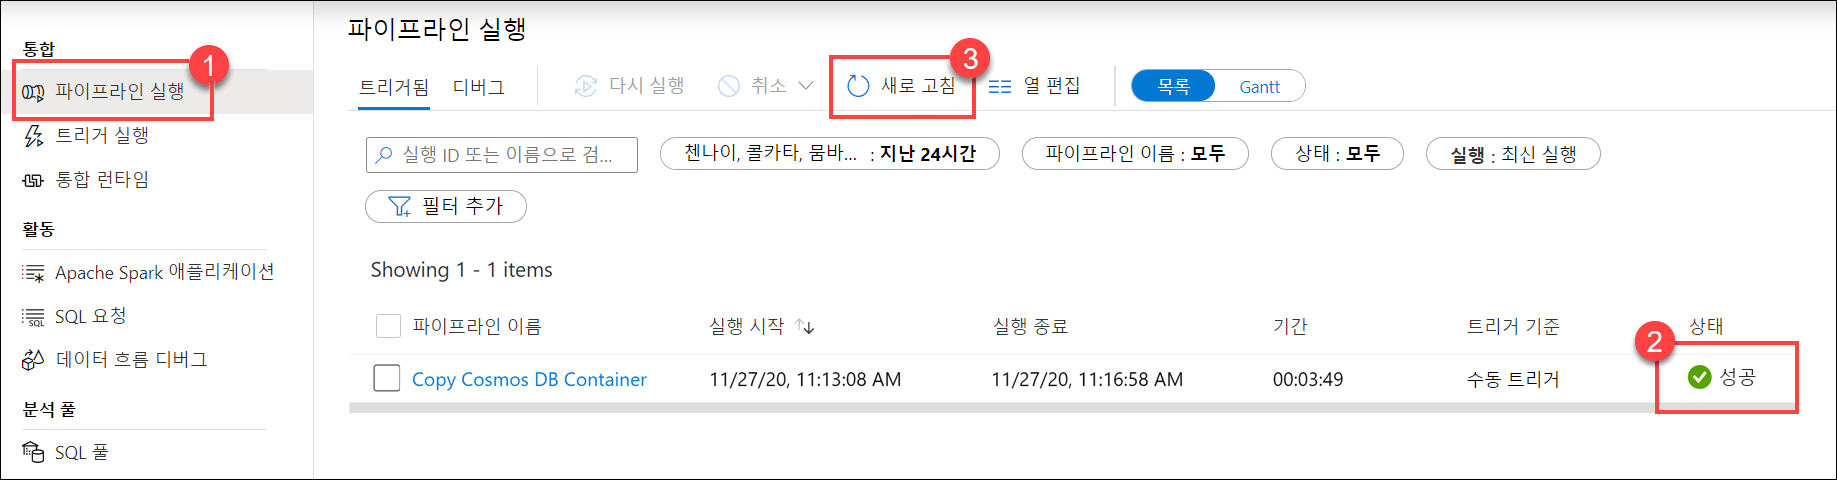 통합
1
파이프라인 실행
트리거 실행
통합 런타임
활동
Apache Spark 애플리케이션
SQL 요청
데이터 흐름 디버그
분석 풀
SQL 풀
파이프라인 실행
트리거됨 디버그 다시 실행 취소 새로 고침 열 편집 목록 Gantt
3
실행 ID 또는 이름으로 검... 첸나이, 콜카타, 뭄바... : 지난 24시간 파이프라인 이름 : 모두 상태 : 모두 실행 : 최신 실행
필터 추가
Showing 1 - 1 items
파이프라인 이름 실행 시작 실행 종료 기간 트리거 기준 상태
2
Copy Cosmos DB Container 11/27/20, 11:13:08 AM 11/27/20, 11:16:58 AM 00:03:49 수동 트리거 성공